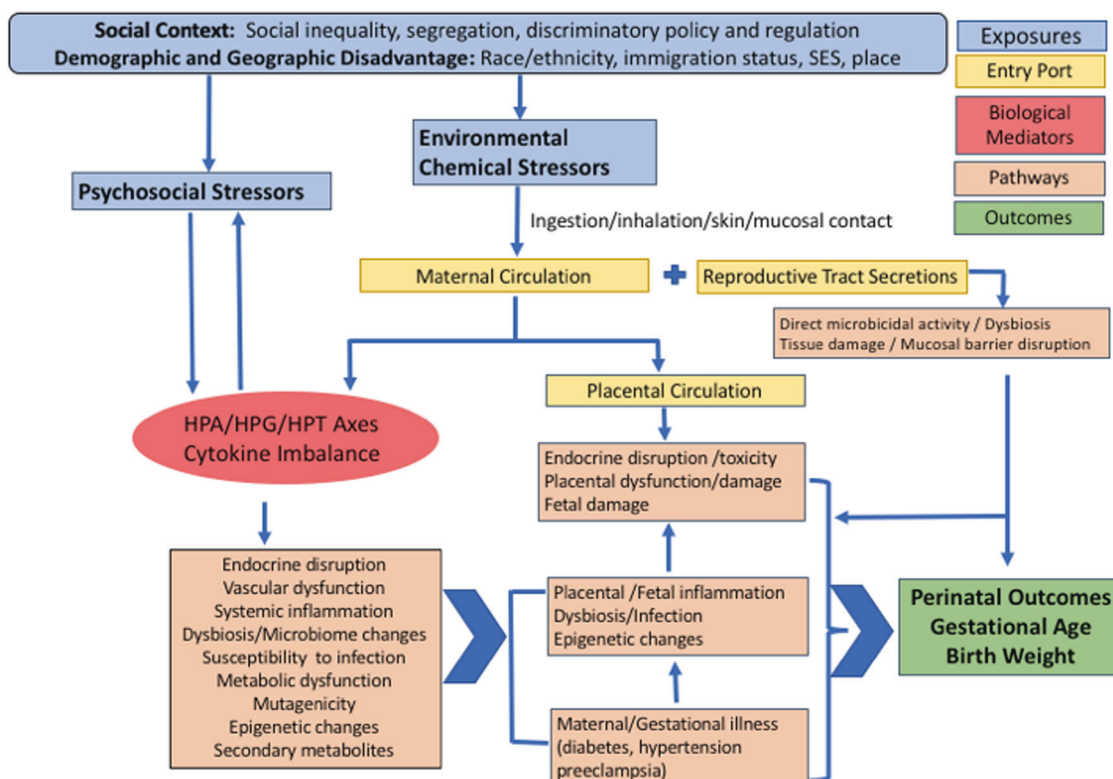 Social Context: Social inequality, segregation, discriminatory policy and regulation
Demographic and Geographic Disadvantage: Race/ethnicity, immigration status, SES, place
Exposures
Entry Port
Biological
Mediators
Pathways
Outcomes
Environmental
Chemical Stressors
Psychosocial Stressors
Ingestion/inhalation/skin/mucosal contact
Maternal Circulation
Reproductive Tract Secretions
Direct microbicidal activity / Dysbiosis
Tissue damage / Mucosal barrier disruption
Placental Circulation
HPA/HPG/HPT Axes
Cytokine Imbalance
Endocrine disruption /toxicity
Placental dysfunction/damage
Fetal damage
Endocrine disruption
Vascular dysfunction
Systemic inflammation
Dysbiosis/Microbiome changes
Susceptibility to infection
Metabolic dysfunction
Mutagenicity
Epigenetic changes
Secondary metabolites
Placental /Fetal inflammation
Dysbiosis/Infection
Epigenetic changes
Maternal/Gestational illness
(diabetes, hypertension
preeclampsia)
Perinatal Outcomes
Gestational Age
Birth Weight